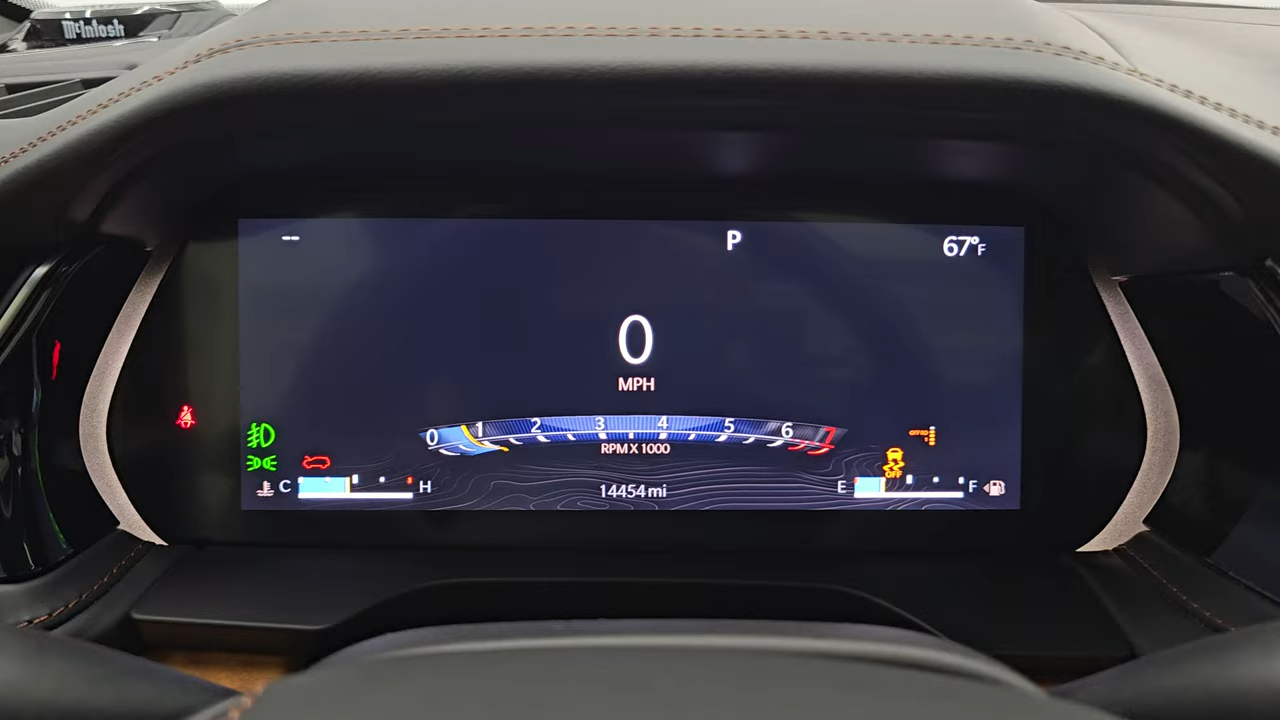 McIntosh
--
P
67°F
0
MPH
0 1 2 3 4 5 6 7
RPM X 1000
OFF
C H
14454 mi
E F